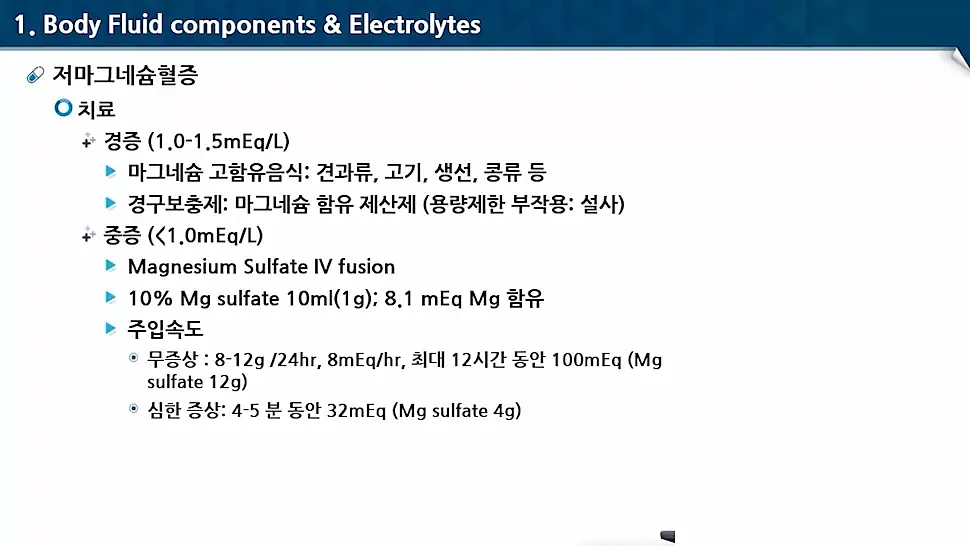 1. Body Fluid components & Electrolytes
저마그네슘혈증
치료
경증 (1.0-1.5mEq/L)
마그네슘 고함유음식: 견과류, 고기, 생선, 콩류 등
경구보충제: 마그네슘 함유 제산제 (용량제한 부작용: 설사)
중증 (<1.0mEq/L)
Magnesium Sulfate IV fusion
10% Mg sulfate 10ml(1g); 8.1 mEq Mg 함유
주입속도
무증상 : 8-12g /24hr, 8mEq/hr, 최대 12시간 동안 100mEq (Mg
sulfate 12g)
심한 증상: 4-5 분 동안 32mEq (Mg sulfate 4g)